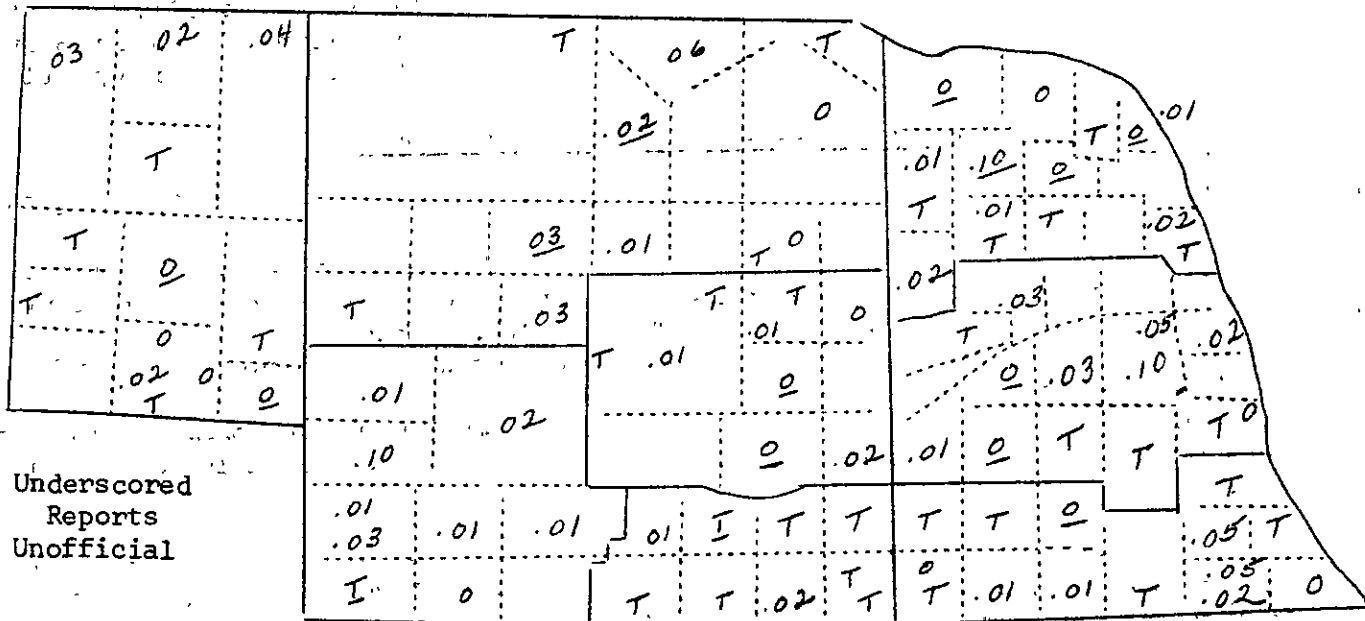 .03 .02 .04 T .06 T
.02 0 0 0 T 0 .01
T .01 .10 0
T T .01 T .02
T 0 .03 .01 T 0 T T
.02 .03
T T .03 T T 0 T .05 .02
.01
0 T T .01 0 .03 .10
.02 0 T 0 .01 .02 0 T 0
.10 0 .02 .01 0 T T
Underscored
Reports
Unofficial
.01 T
.03 .01 .01 .01 T T T T T 0 .05 T
T 0 T T .02 T T 0 T .01 .01 T .05 .02 0